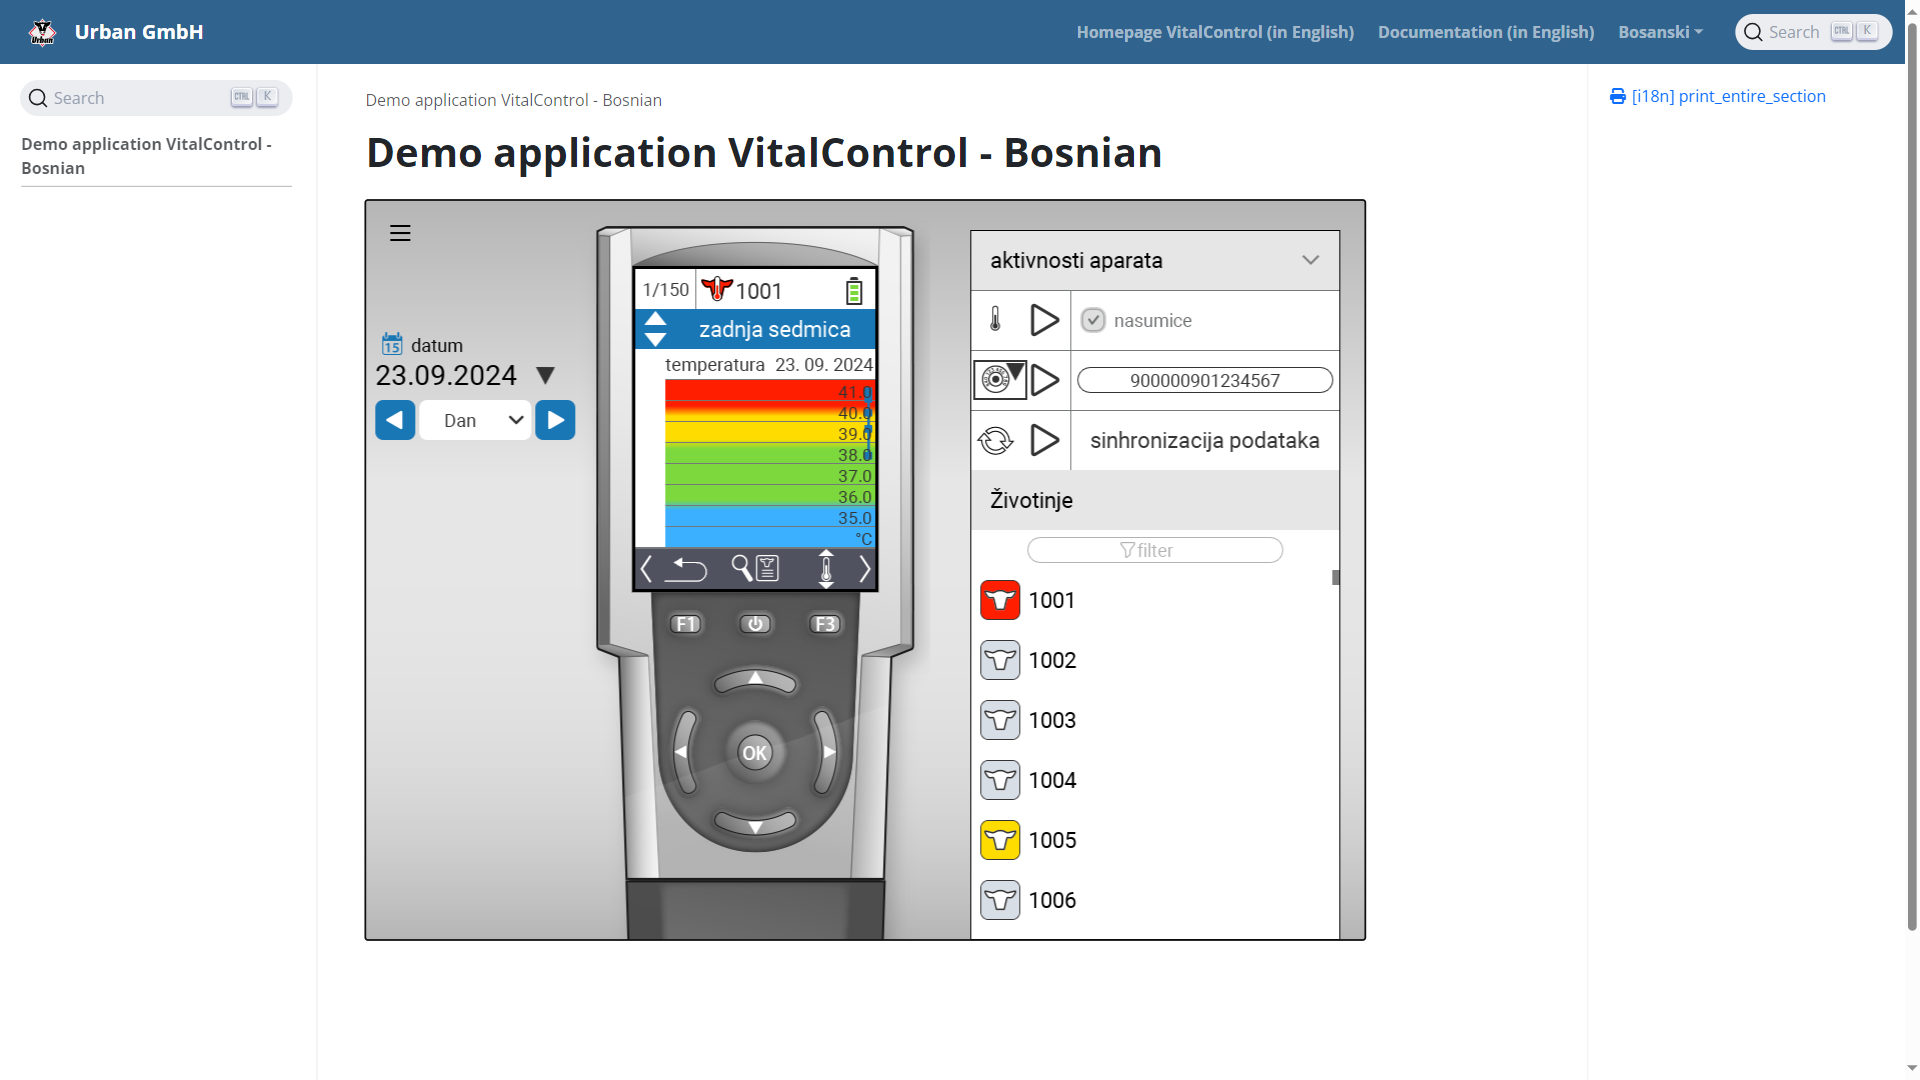 Urban GmbH
Homepage VitalControl (in English)
Documentation (in English)
Bosanski
Search CTRL K
Search CTRL K
Demo application VitalControl -
Bosnian
Demo application VitalControl - Bosnian
Demo application VitalControl - Bosnian
[i18n] print_entire_section
15 datum
23.09.2024
Dan
1/150 1001
zadnja sedmica
temperatura 23. 09. 2024
41.0
40.0
39.0
38.0
37.0
36.0
35.0
°C
F1 F3
OK
aktivnosti aparata
nasumice
900000901234567
sinhronizacija podataka
Životinje
filter
1001
1002
1003
1004
1005
1006